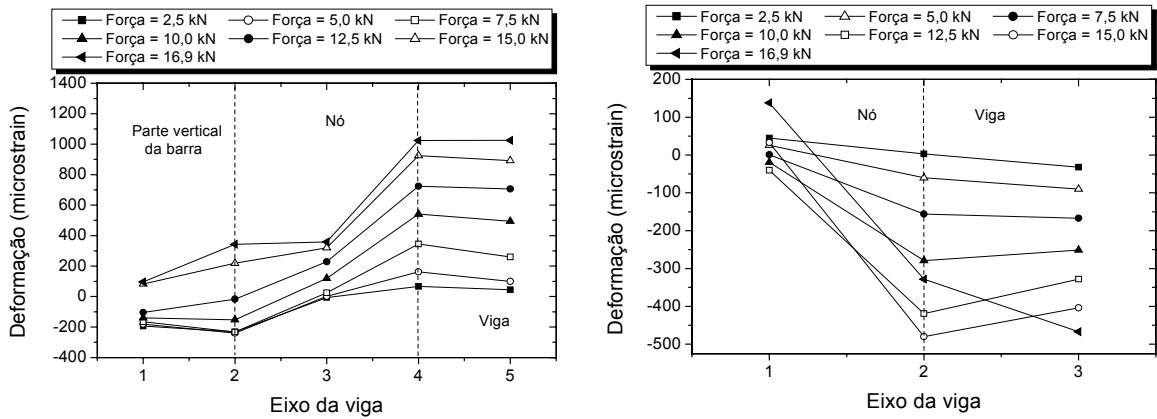 Força = 2,5 kN Força = 5,0 kN Força = 7,5 kN
Força = 10,0 kN Força = 12,5 kN Força = 15,0 kN
Força = 16,9 kN
Deformação (microstrain)
1400
1200
1000
800
600
400
200
0
-200
-400
Parte vertical
da barra
Nó
Viga
1 2 3 4 5
Eixo da viga
Força = 2,5 kN Força = 5,0 kN Força = 7,5 kN
Força = 10,0 kN Força = 12,5 kN Força = 15,0 kN
Força = 16,9 kN
Deformação (microstrain)
200
100
0
-100
-200
-300
-400
-500
Nó
Viga
1 2 3
Eixo da viga